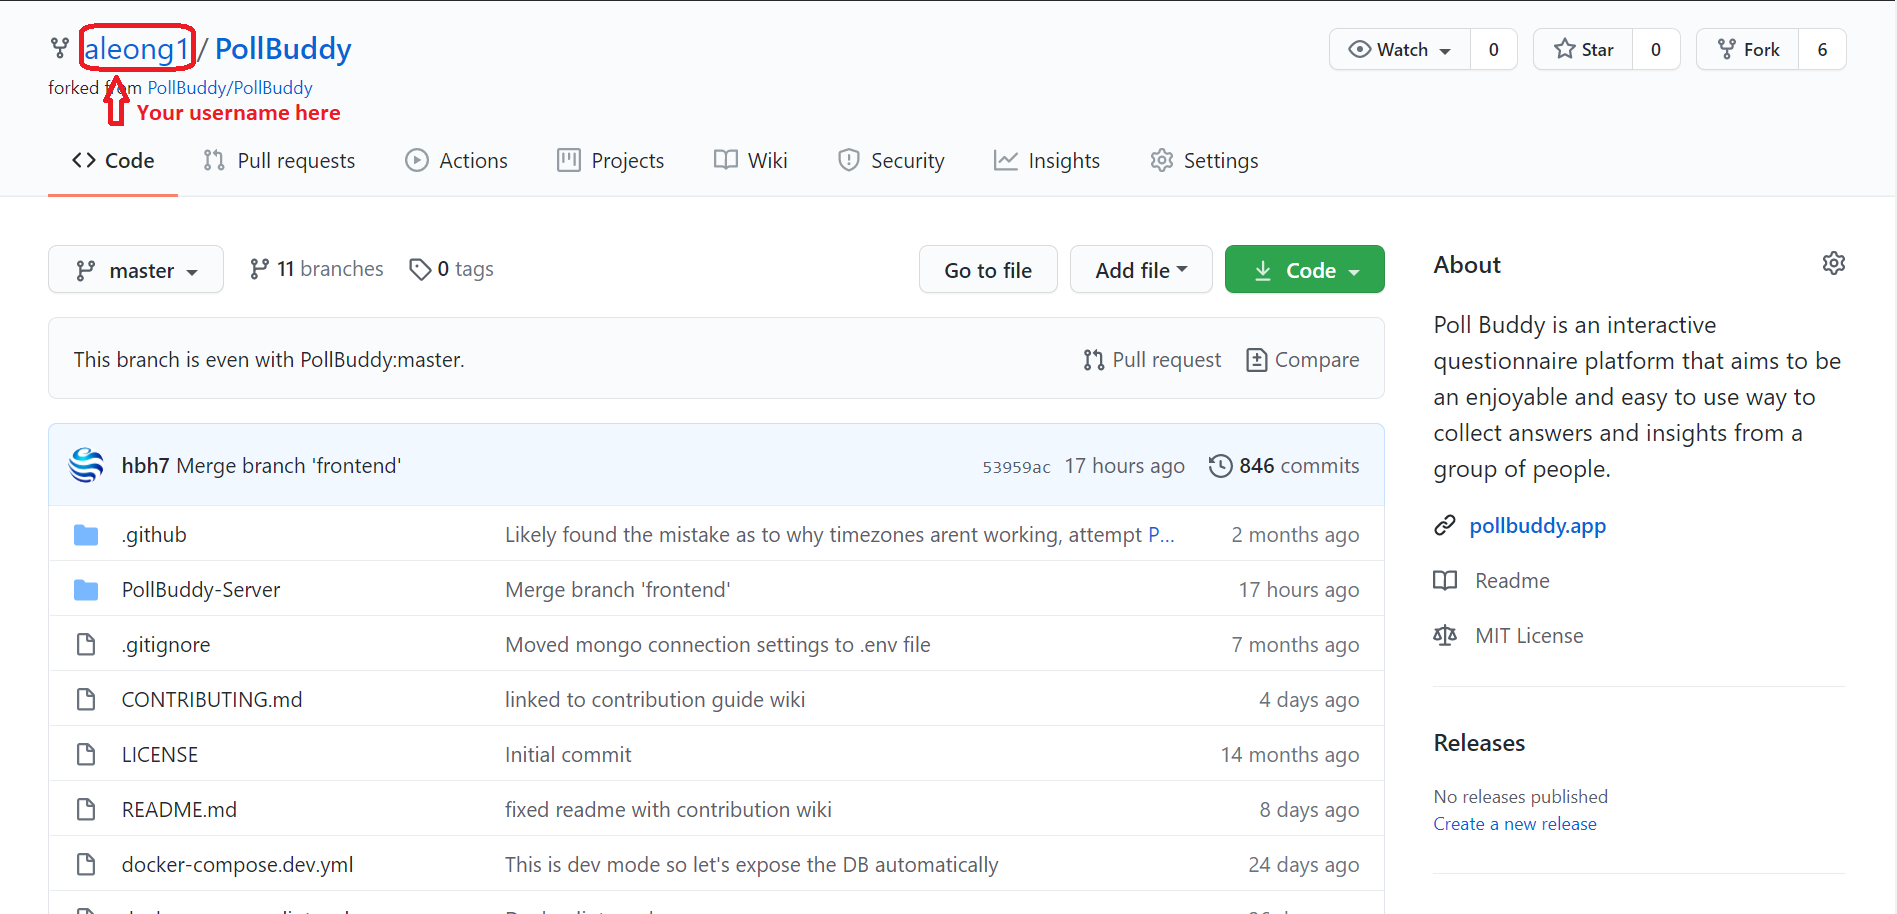 aleong1 / PollBuddy
Watch 0 Star 0 Fork 6
forked from PollBuddy/PollBuddy
Your username here
Code Pull requests Actions Projects Wiki Security Insights Settings
master 11 branches 0 tags Go to file Add file Code
This branch is even with PollBuddy:master. Pull request Compare
hbh7 Merge branch 'frontend' 53959ac 17 hours ago 846 commits
.github Likely found the mistake as to why timezones arent working, attempt P... 2 months ago
PollBuddy-Server Merge branch 'frontend' 17 hours ago
.gitignore Moved mongo connection settings to .env file 7 months ago
CONTRIBUTING.md linked to contribution guide wiki 4 days ago
LICENSE Initial commit 14 months ago
README.md fixed readme with contribution wiki 8 days ago
docker-compose.dev.yml This is dev mode so let's expose the DB automatically 24 days ago
About
Poll Buddy is an interactive
questionnaire platform that aims to be
an enjoyable and easy to use way to
collect answers and insights from a
group of people.
pollbuddy.app
Readme
MIT License
Releases
No releases published
Create a new release